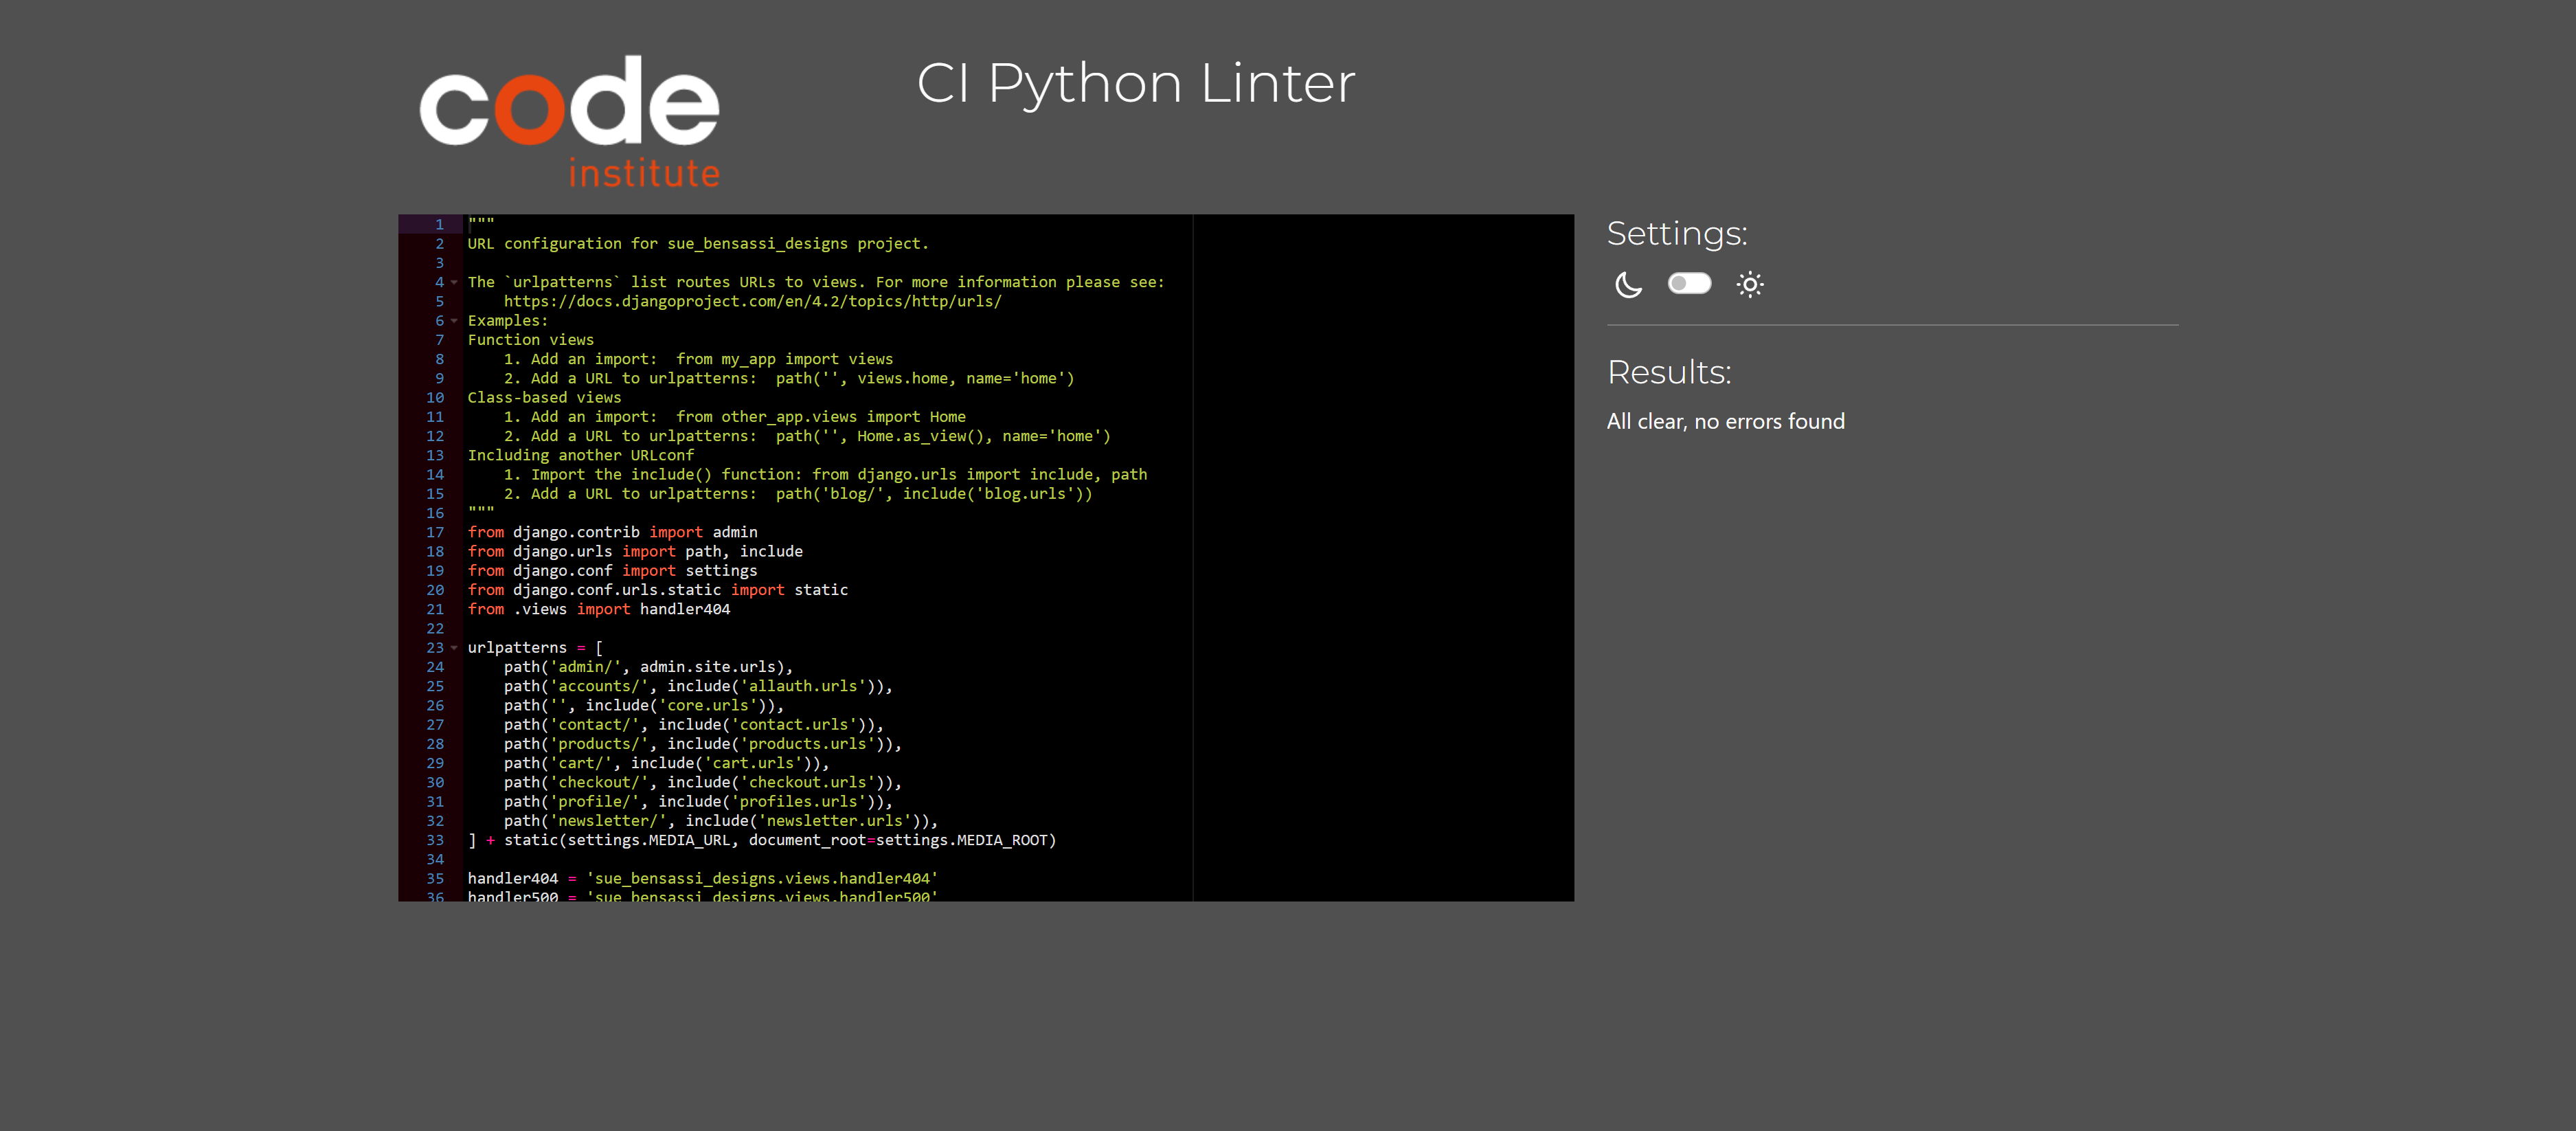 code
institute
CI Python Linter
1 """
2 URL configuration for sue_bensassi_designs project.
3
4 The `urlpatterns` list routes URLs to views. For more information please see:
5     https://docs.djangoproject.com/en/4.2/topics/http/urls/
6 Examples:
7 Function views
8     1. Add an import:  from my_app import views
9     2. Add a URL to urlpatterns:  path('', views.home, name='home')
10 Class-based views
11     1. Add an import:  from other_app.views import Home
12     2. Add a URL to urlpatterns:  path('', Home.as_view(), name='home')
13 Including another URLconf
14     1. Import the include() function: from django.urls import include, path
15     2. Add a URL to urlpatterns:  path('blog/', include('blog.urls'))
16 """
17 from django.contrib import admin
18 from django.urls import path, include
19 from django.conf import settings
20 from django.conf.urls.static import static
21 from .views import handler404
22
23 urlpatterns = [
24     path('admin/', admin.site.urls),
25     path('accounts/', include('allauth.urls')),
26     path('', include('core.urls')),
27     path('contact/', include('contact.urls')),
28     path('products/', include('products.urls')),
29     path('cart/', include('cart.urls')),
30     path('checkout/', include('checkout.urls')),
31     path('profile/', include('profiles.urls')),
32     path('newsletter/', include('newsletter.urls')),
33 ] + static(settings.MEDIA_URL, document_root=settings.MEDIA_ROOT)
34
35 handler404 = 'sue_bensassi_designs.views.handler404'
36 handler500 = 'sue_bensassi_designs.views.handler500'
Settings:
Results:
All clear, no errors found